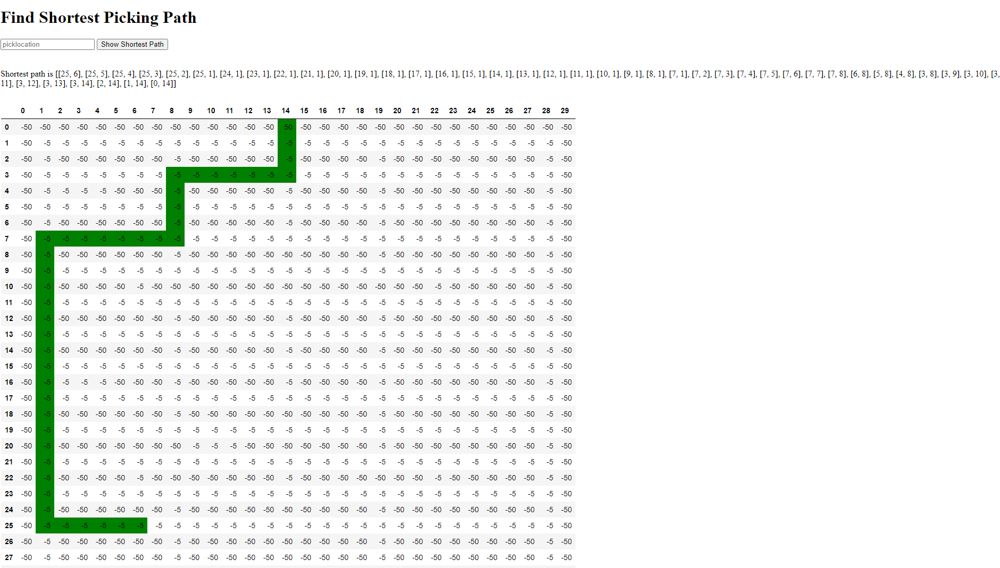 Find Shortest Picking Path
picklocation Show Shortest Path
Shortest path is [[25, 6], [25, 5], [25, 4], [25, 3], [25, 2], [25, 1], [24, 1], [23, 1], [22, 1], [21, 1], [20, 1], [19, 1], [18, 1], [17, 1], [16, 1], [15, 1], [14, 1], [13, 1], [12, 1], [11, 1], [10, 1], [9, 1], [8, 1], [7, 1], [7, 2], [7, 3], [7, 4], [7, 5], [7, 6], [7, 7], [7, 8], [6, 8], [5, 8], [4, 8], [3, 8], [3, 9], [3, 10], [3,
11], [3, 12], [3, 13], [3, 14], [2, 14], [1, 14], [0, 14]]
0 1 2 3 4 5 6 7 8 9 10 11 12 13 14 15 16 17 18 19 20 21 22 23 24 25 26 27 28 29
0 -50 -50 -50 -50 -50 -50 -50 -50 -50 -50 -50 -50 -50 -50 50 -50 -50 -50 -50 -50 -50 -50 -50 -50 -50 -50 -50 -50 -50 -50
1 -50 -5 -5 -5 -5 -5 -5 -5 -5 -5 -5 -5 -5 -5 -5 -5 -5 -5 -5 -5 -5 -5 -5 -5 -5 -5 -5 -5 -5 -50
2 -50 -5 -50 -50 -50 -50 -50 -50 -5 -50 -50 -50 -50 -50 -5 -50 -50 -50 -50 -5 -50 -50 -50 -50 -50 -50 -50 -50 -5 -50
3 -50 -5 -5 -5 -5 -5 -5 -5 -5 -5 -5 -5 -5 -5 -5 -5 -5 -5 -5 -5 -5 -5 -5 -5 -5 -5 -5 -5 -5 -50
4 -50 -5 -5 -5 -5 -50 -50 -50 -5 -50 -50 -50 -50 -50 -5 -50 -50 -50 -50 -5 -50 -50 -50 -50 -50 -50 -50 -50 -5 -50
5 -50 -5 -5 -5 -5 -5 -5 -5 -5 -5 -5 -5 -5 -5 -5 -5 -5 -5 -5 -5 -5 -5 -5 -5 -5 -5 -5 -5 -5 -50
6 -50 -5 -50 -50 -50 -50 -50 -50 -5 -50 -50 -50 -50 -50 -5 -50 -50 -50 -50 -5 -50 -50 -50 -50 -50 -50 -50 -50 -5 -50
7 -50 -5 -5 -5 -5 -5 -5 -5 -5 -5 -5 -5 -5 -5 -5 -5 -5 -5 -5 -5 -5 -5 -5 -5 -5 -5 -5 -5 -5 -50
8 -50 -5 -50 -50 -50 -50 -50 -50 -5 -50 -50 -50 -50 -50 -50 -50 -50 -50 -50 -5 -50 -50 -50 -50 -50 -50 -50 -50 -5 -50
9 -50 -5 -5 -5 -5 -5 -5 -5 -5 -5 -5 -5 -5 -5 -5 -5 -5 -5 -5 -5 -5 -5 -5 -5 -5 -5 -5 -5 -5 -50
10 -50 -5 -50 -50 -50 -50 -5 -50 -50 -50 -50 -50 -50 -50 -50 -50 -50 -50 -50 -50 -50 -50 -5 -50 -50 -50 -50 -50 -5 -50
11 -50 -5 -5 -5 -5 -5 -5 -5 -5 -5 -5 -5 -5 -5 -5 -5 -5 -5 -5 -5 -5 -5 -5 -5 -5 -5 -5 -5 -5 -50
12 -50 -5 -50 -50 -50 -50 -50 -50 -5 -50 -50 -50 -50 -50 -5 -50 -50 -50 -50 -5 -50 -50 -50 -50 -50 -50 -50 -50 -5 -50
13 -50 -5 -5 -5 -5 -5 -5 -5 -5 -5 -5 -5 -5 -5 -5 -5 -5 -5 -5 -5 -5 -5 -5 -5 -5 -5 -5 -5 -5 -50
14 -50 -5 -50 -50 -50 -50 -50 -50 -5 -50 -50 -50 -50 -50 -5 -50 -50 -50 -50 -5 -50 -50 -50 -50 -50 -50 -50 -50 -5 -50
15 -50 -5 -5 -5 -5 -5 -5 -5 -5 -5 -5 -5 -5 -5 -5 -5 -5 -5 -5 -5 -5 -5 -5 -5 -5 -5 -5 -5 -5 -50
16 -50 -5 -5 -5 -5 -50 -50 -50 -5 -50 -50 -50 -50 -50 -5 -50 -50 -50 -50 -5 -50 -50 -50 -50 -50 -50 -50 -50 -5 -50
17 -50 -5 -5 -5 -5 -5 -5 -5 -5 -5 -5 -5 -5 -5 -5 -5 -5 -5 -5 -5 -5 -5 -5 -5 -5 -5 -5 -5 -5 -50
18 -50 -5 -50 -50 -50 -50 -50 -50 -5 -50 -50 -50 -50 -50 -50 -50 -50 -50 -50 -5 -50 -50 -50 -50 -50 -50 -50 -50 -5 -50
19 -50 -5 -5 -5 -5 -5 -5 -5 -5 -5 -5 -5 -5 -5 -5 -5 -5 -5 -5 -5 -5 -5 -5 -5 -5 -5 -5 -5 -5 -50
20 -50 -5 -50 -50 -50 -50 -50 -50 -50 -5 -5 -5 -50 -50 -50 -50 -50 -50 -50 -5 -50 -50 -50 -50 -50 -50 -50 -50 -5 -50
21 -50 -5 -5 -5 -5 -5 -5 -5 -5 -5 -5 -5 -5 -5 -5 -5 -5 -5 -5 -5 -5 -5 -5 -5 -5 -5 -5 -5 -5 -50
22 -50 -5 -50 -50 -50 -50 -5 -50 -50 -50 -50 -50 -50 -50 -5 -50 -50 -50 -50 -50 -50 -50 -5 -50 -50 -50 -50 -50 -5 -50
23 -50 -5 -5 -5 -5 -5 -5 -5 -5 -5 -5 -5 -5 -5 -5 -5 -5 -5 -5 -5 -5 -5 -5 -5 -5 -5 -5 -5 -5 -50
24 -50 -5 -50 -50 -50 -50 -50 -50 -5 -50 -50 -50 -50 -50 -50 -50 -50 -50 -50 -5 -50 -50 -50 -50 -50 -50 -50 -50 -5 -50
25 -50 -5 -5 -5 -5 -5 -5 -5 -5 -5 -5 -5 -5 -5 -5 -5 -5 -5 -5 -5 -5 -5 -5 -5 -5 -5 -5 -5 -5 -50
26 -50 -5 -50 -50 -50 -50 -50 -50 -5 -50 -50 -50 -50 -50 -50 -50 -50 -50 -50 -5 -50 -50 -50 -50 -50 -50 -50 -50 -5 -50
27 -50 -5 -50 -50 -50 -50 -50 -50 -5 -50 -50 -50 -50 -50 -50 -50 -50 -50 -50 -5 -50 -50 -50 -50 -50 -50 -50 -50 -5 -50